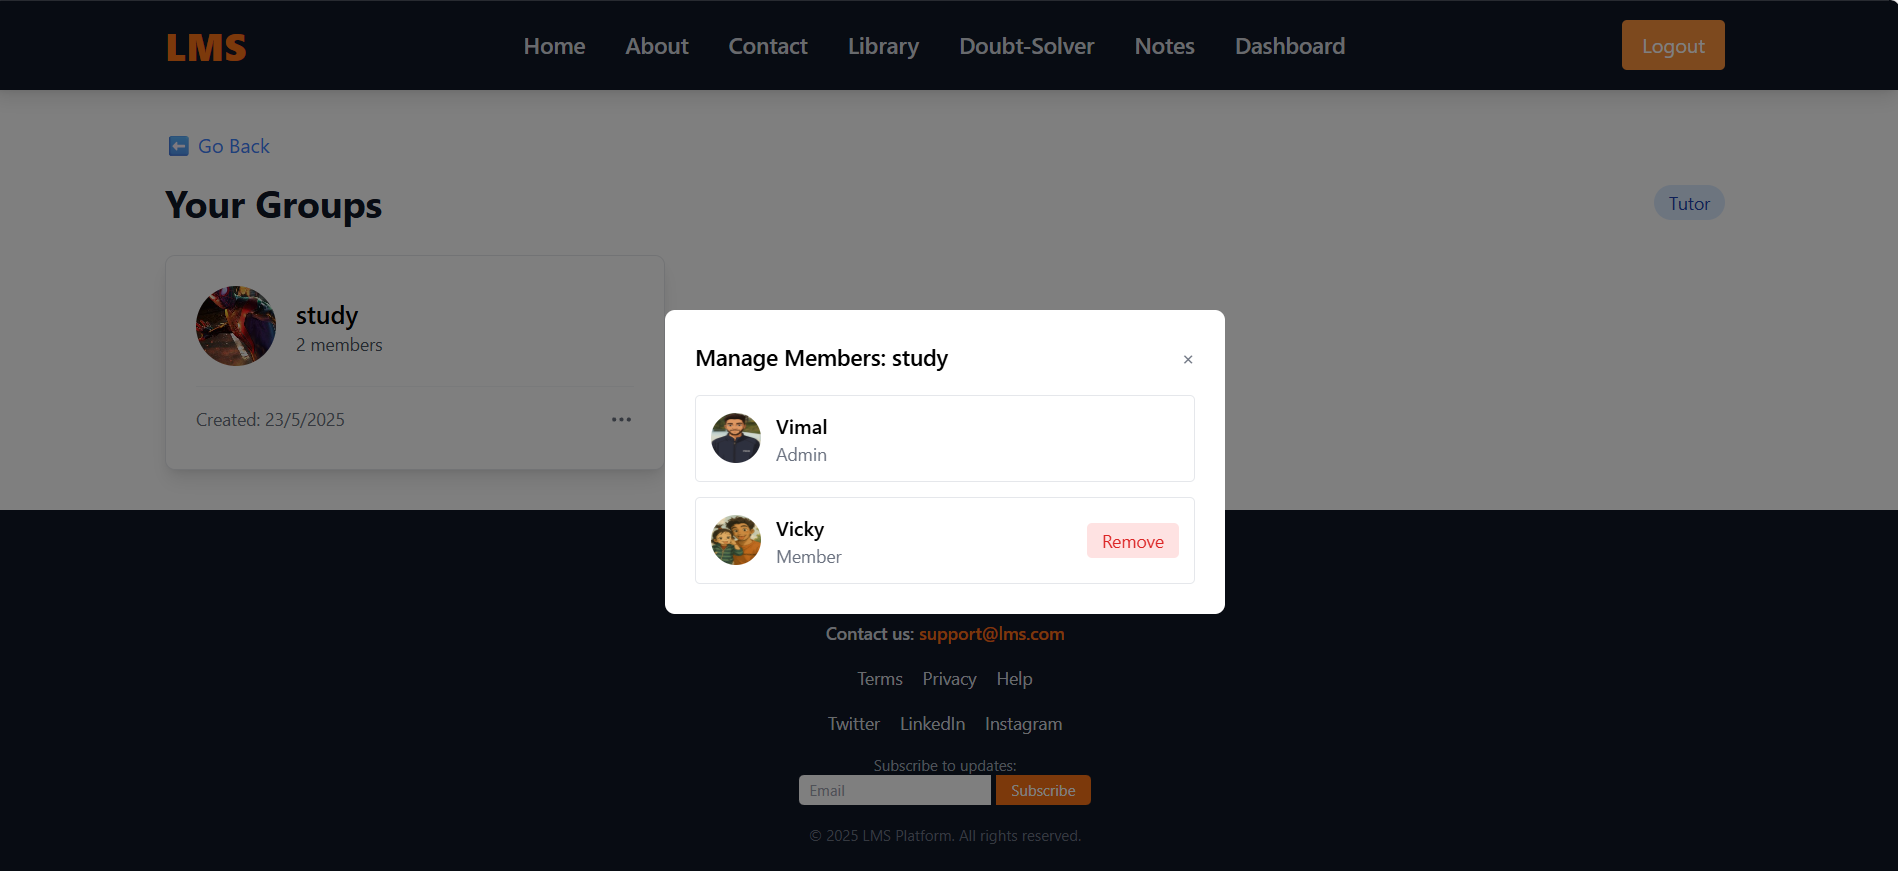 LMS Home About Contact Library Doubt-Solver Notes Dashboard Logout
Go Back
Your Groups
Tutor
study
2 members
Created: 23/5/2025
Manage Members: study
×
Vimal
Admin
Vicky
Member
Remove
Contact us: support@lms.com
Terms Privacy Help
Twitter LinkedIn Instagram
Subscribe to updates:
Email Subscribe
© 2025 LMS Platform. All rights reserved.